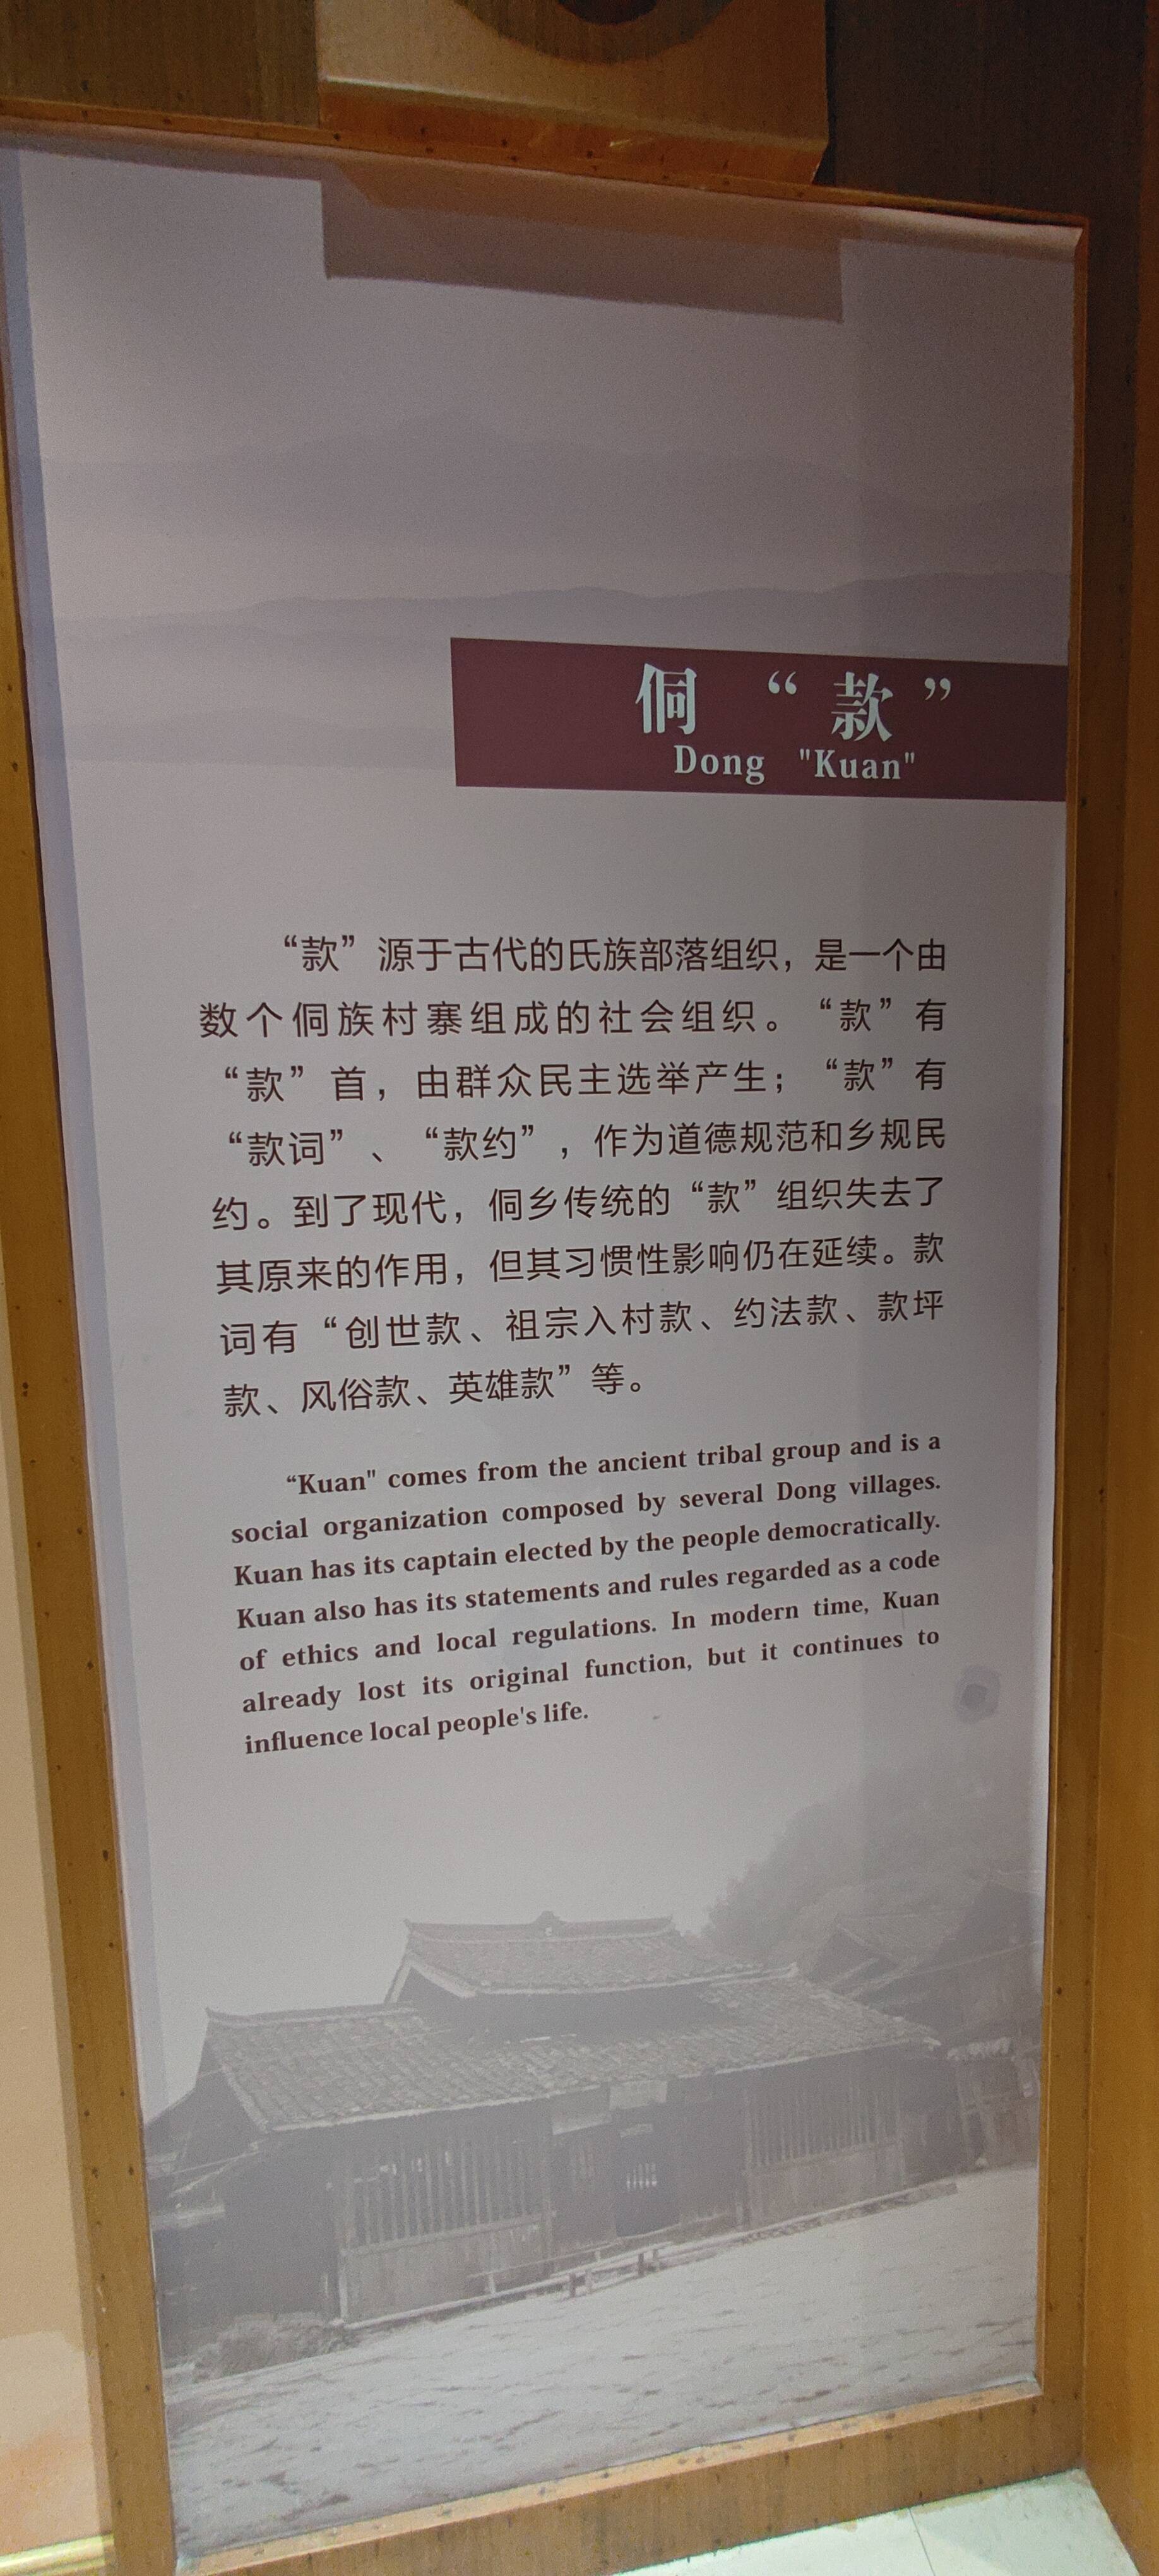 侗 “款”
Dong "Kuan"
“款”源于古代的氏族部落组织，是一个由
数个侗族村寨组成的社会组织。“款”有
“款”首，由群众民主选举产生；“款”有
“款词”、“款约”，作为道德规范和乡规民
约。到了现代，侗乡传统的“款”组织失去了
其原来的作用，但其习惯性影响仍在延续。款
词有“创世款、祖宗入村款、约法款、款坪
款、风俗款、英雄款”等。
“Kuan" comes from the ancient tribal group and is a
social organization composed by several Dong villages.
Kuan has its captain elected by the people democratically.
Kuan also has its statements and rules regarded as a code
of ethics and local regulations. In modern time, Kuan
already lost its original function, but it continues to
influence local people's life.